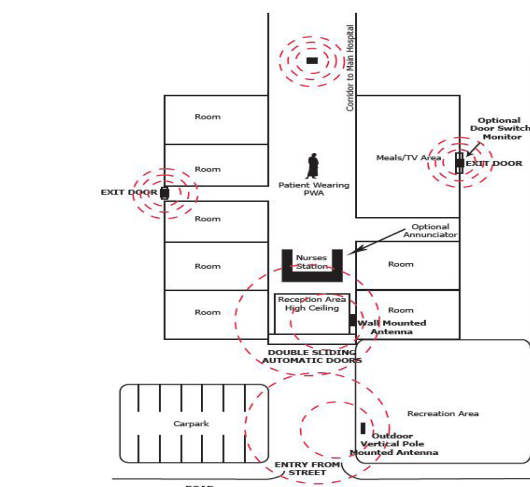 Corridor to Main Hospital
Room
Optional
Door Switch
Monitor
Meals/TV Area
EXIT DOOR
Room
EXIT DOOR
Patient Wearing
PWA
Room
Optional
Annunciator
Nurses
Station
Room
Room
Reception Area
High Ceiling
Room
Room
Wall Mounted
Antenna
DOUBLE SLIDING
AUTOMATIC DOORS
Carpark
Recreation Area
Outdoor
Vertical Pole
Mounted Antenna
ENTRY FROM
STREET
ROAD